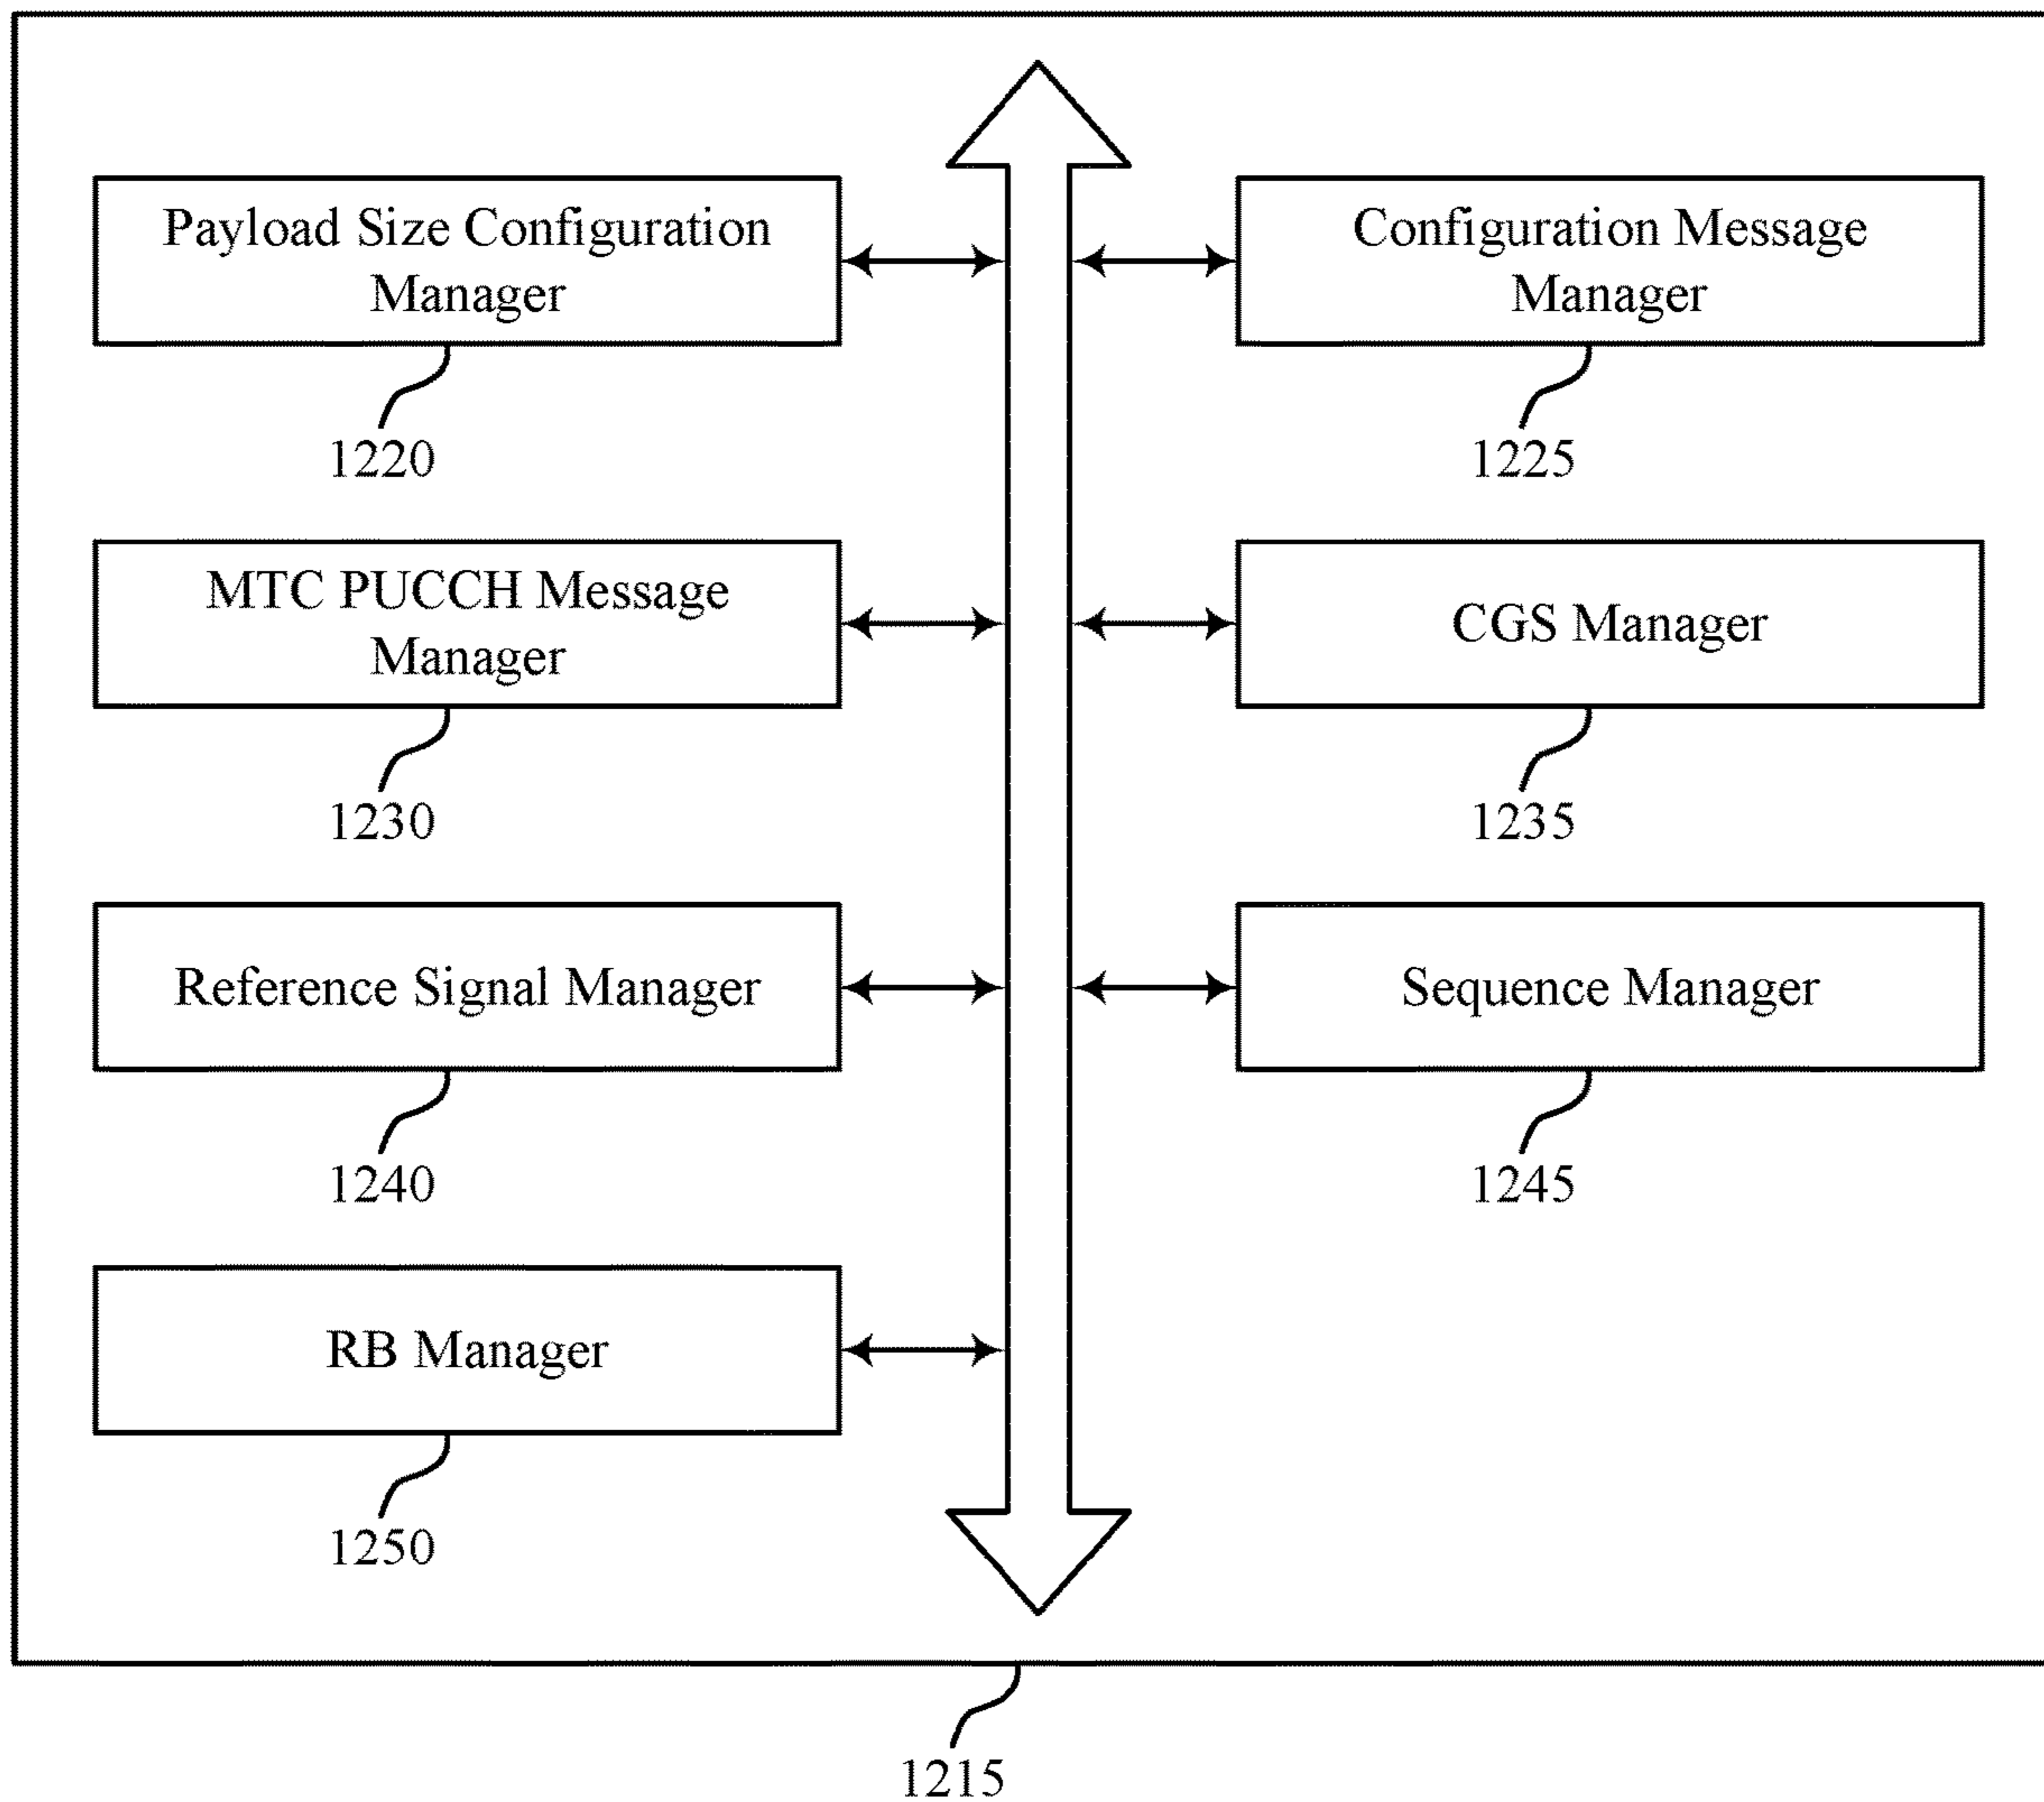 Payload Size Configuration
Manager
1220
Configuration Message
Manager
1225
MTC PUCCH Message
Manager
1230
CGS Manager
1235
Reference Signal Manager
1240
Sequence Manager
1245
RB Manager
1250
1215